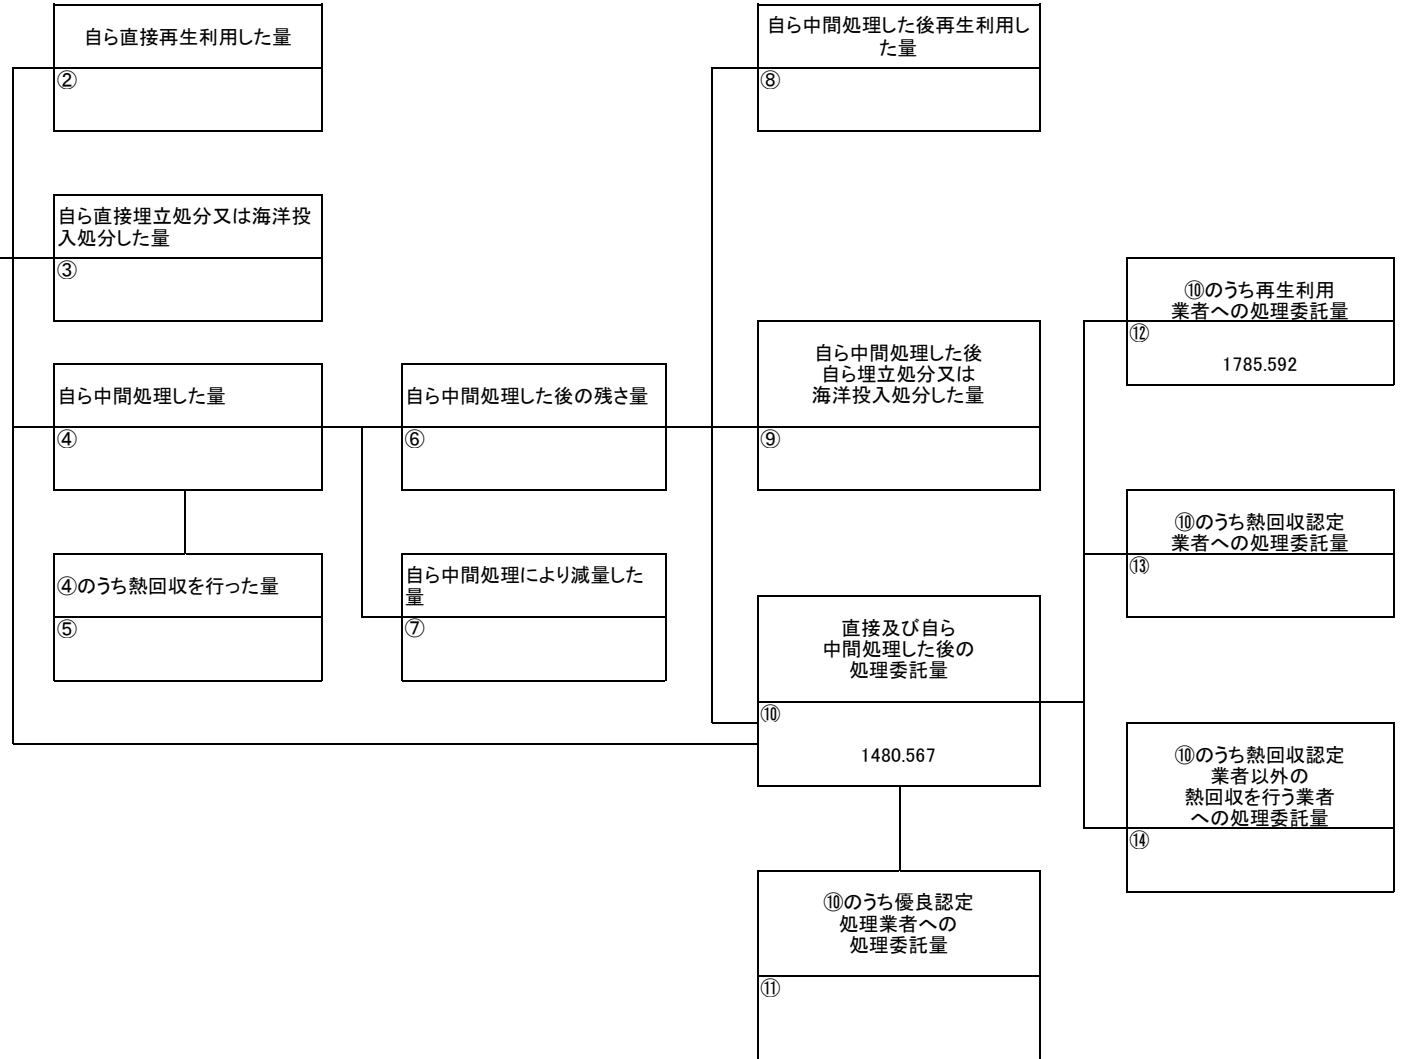 自ら直接再生利用した量
②
自ら中間処理した後再生利用し
た量
⑧
自ら直接埋立処分又は海洋投
入処分した量
③
⑩のうち再生利用
業者への処理委託量
⑫
1785.592
自ら中間処理した量
④
自ら中間処理した後の残さ量
⑥
自ら中間処理した後
自ら埋立処分又は
海洋投入処分した量
⑨
⑩のうち熱回収認定
業者への処理委託量
⑬
④のうち熱回収を行った量
⑤
自ら中間処理により減量した
量
⑦
直接及び自ら
中間処理した後の
処理委託量
⑩
1480.567
⑩のうち熱回収認定
業者以外の
熱回収を行う業者
への処理委託量
⑭
⑩のうち優良認定
処理業者への
処理委託量
⑪